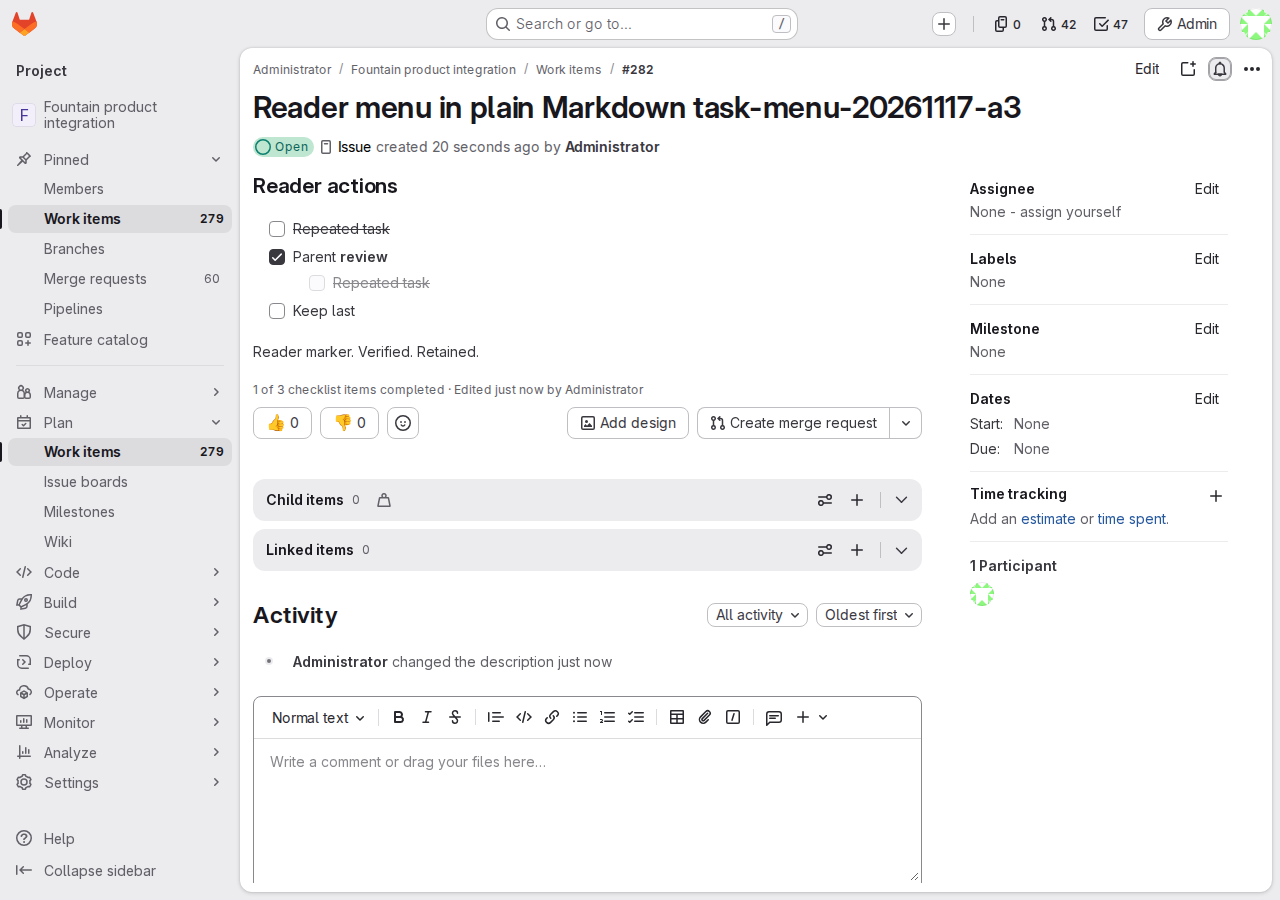 Search or go to...
/
0
42
47
Admin
Project
F
Fountain product integration
Pinned
Members
Work items 279
Branches
Merge requests 60
Pipelines
Feature catalog
Manage
Plan
Work items 279
Issue boards
Milestones
Wiki
Code
Build
Secure
Deploy
Operate
Monitor
Analyze
Settings
Help
Collapse sidebar
Administrator / Fountain product integration / Work items / #282
Edit
Reader menu in plain Markdown task-menu-20261117-a3
Open Issue created 20 seconds ago by Administrator
Reader actions
Repeated task
Parent review
Repeated task
Keep last
Reader marker. Verified. Retained.
1 of 3 checklist items completed · Edited just now by Administrator
👍 0
👎 0
Add design
Create merge request
Child items 0
Linked items 0
Activity
All activity
Oldest first
Administrator changed the description just now
Normal text
Write a comment or drag your files here…
Assignee Edit
None - assign yourself
Labels Edit
None
Milestone Edit
None
Dates Edit
Start: None
Due: None
Time tracking
Add an estimate or time spent.
1 Participant